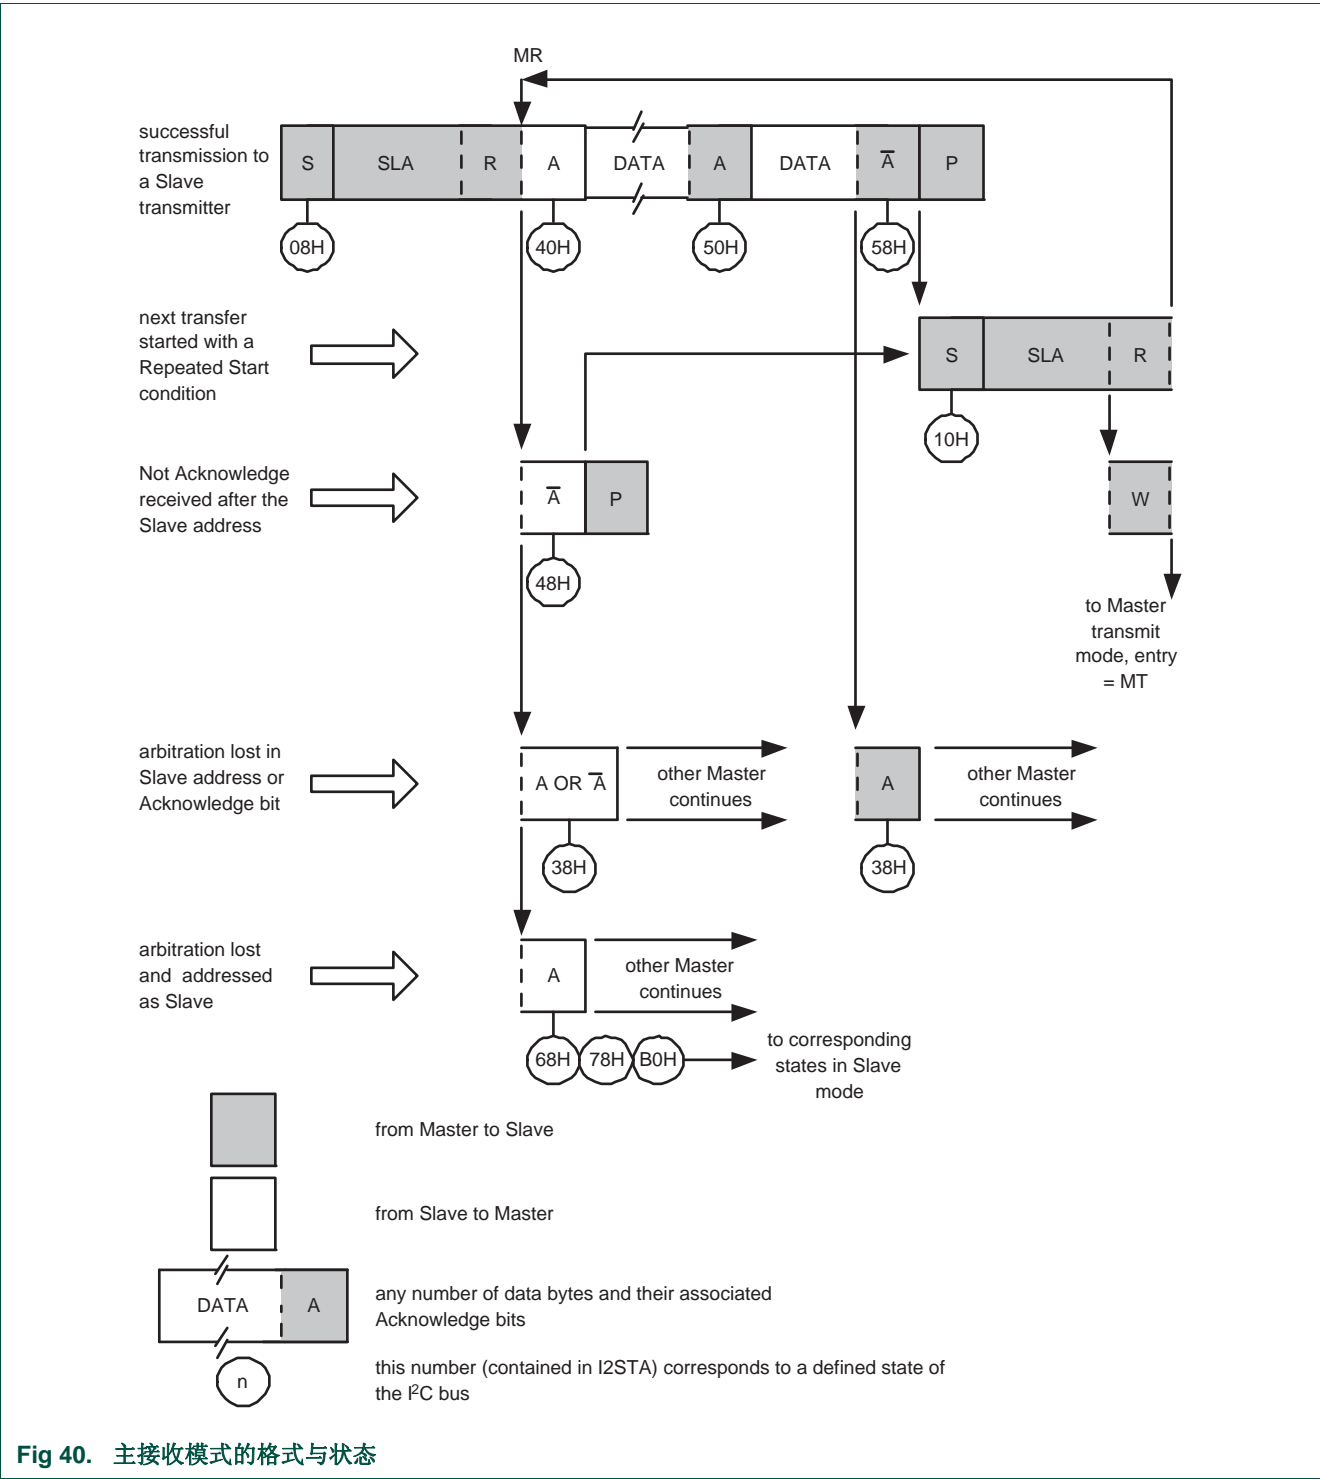 MR
successful
transmission to
a Slave
transmitter
S SLA R A DATA A DATA A̅ P
08H 40H 50H 58H
next transfer
started with a
Repeated Start
condition
S SLA R
10H
Not Acknowledge
received after the
Slave address
A̅ P W
48H
to Master
transmit
mode, entry
= MT
arbitration lost in
Slave address or
Acknowledge bit
A OR A̅
other Master
continues
A
other Master
continues
38H 38H
arbitration lost
and addressed
as Slave
A
other Master
continues
68H 78H B0H
to corresponding
states in Slave
mode
from Master to Slave
from Slave to Master
DATA A
any number of data bytes and their associated
Acknowledge bits
n
this number (contained in I2STA) corresponds to a defined state of
the I²C bus
Fig 40. 主接收模式的格式与状态